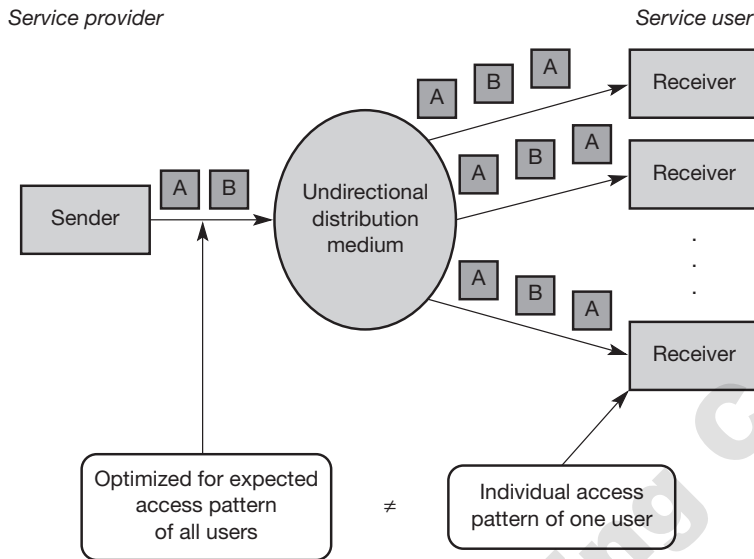 Service provider
Service user
A B A
Receiver
A B
Sender
Undirectional
distribution
medium
A B A
Receiver
.
.
.
A B A
Receiver
Optimized for expected
access pattern
of all users
≠
Individual access
pattern of one user
ing c